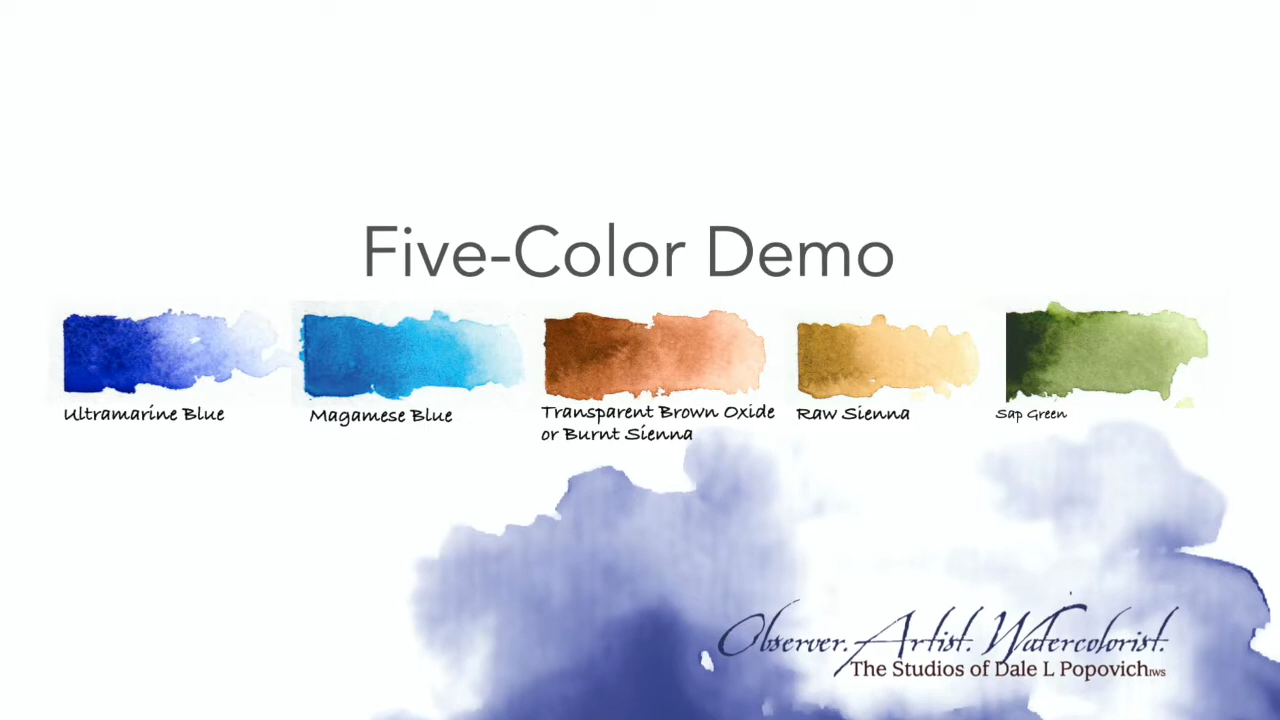 Five-Color Demo
Ultramarine Blue
Magamese Blue
Transparent Brown Oxide
or Burnt Sienna
Raw Sienna
Sap Green
Observer. Artist. Watercolorist.
The Studios of Dale L Popovich IWS